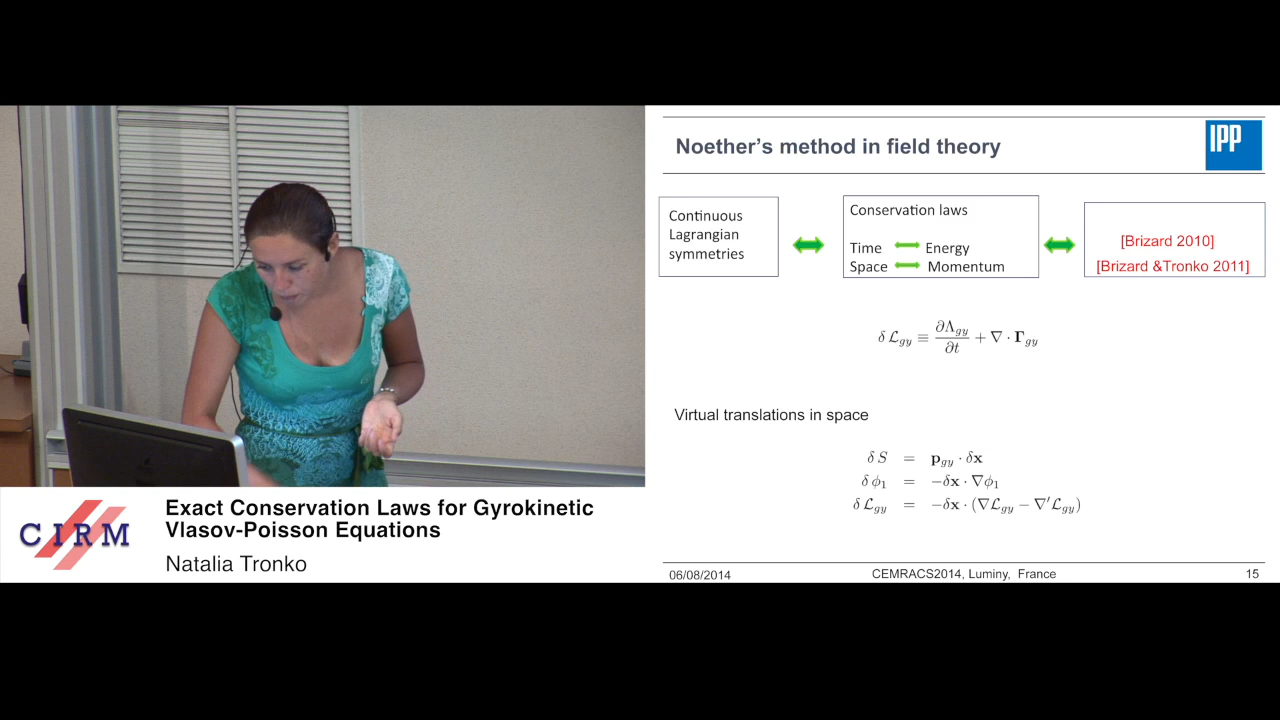 Noether's method in field theory
IPP
Continuous
Lagrangian
symmetries
Conservation laws
Time Energy
Space Momentum
[Brizard 2010]
[Brizard &Tronko 2011]
δ ℒ_gy ≡ ∂Λ_gy/∂t + ∇ · Γ_gy
Virtual translations in space
δ S = p_gy · δx
δ ϕ₁ = −δx · ∇ϕ₁
δ ℒ_gy = −δx · (∇ℒ_gy − ∇′ℒ_gy)
06/08/2014 CEMRACS2014, Luminy, France 15
CIRM
Exact Conservation Laws for Gyrokinetic
Vlasov-Poisson Equations
Natalia Tronko